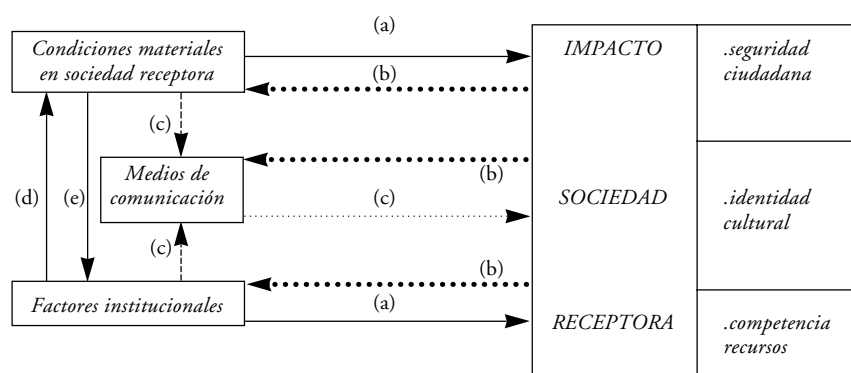 (a)
Condiciones materiales
en sociedad receptora
IMPACTO
.seguridad
ciudadana
(b)
(c)
Medios de
comunicación
(b)
(d)
(e)
(c)
SOCIEDAD
.identidad
cultural
(c)
(b)
Factores institucionales
(a)
RECEPTORA
.competencia
recursos